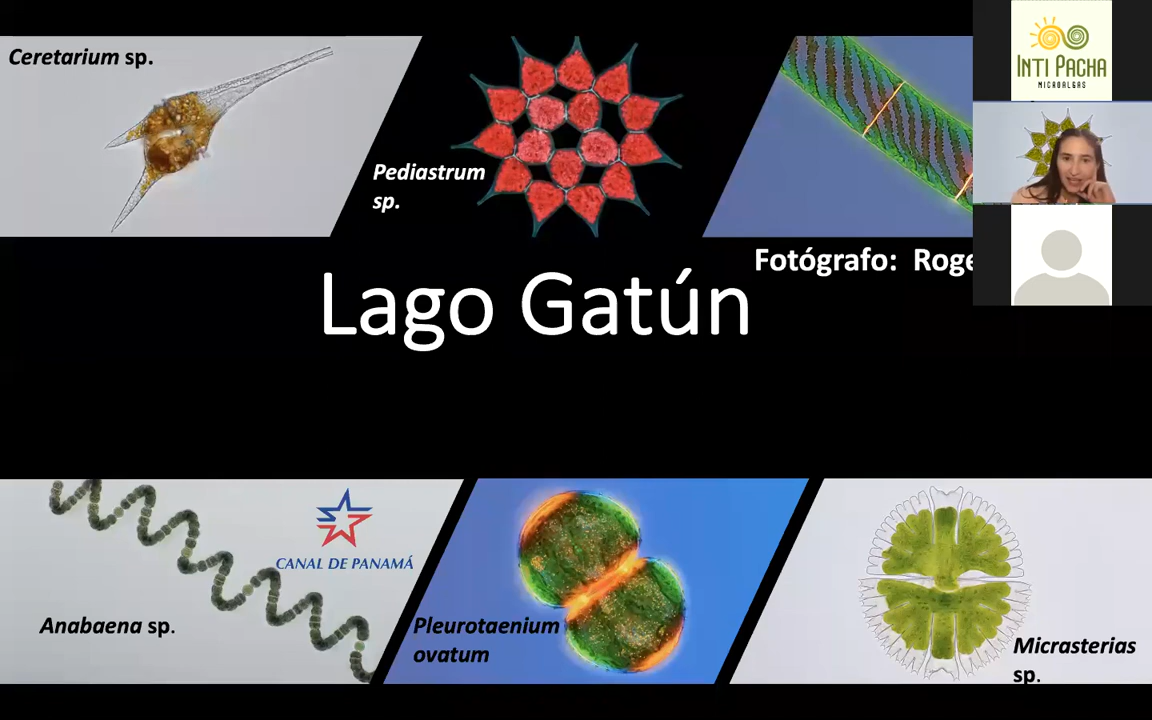 Ceretarium sp.
INTI PACHA
MICROALGAS
Pediastrum
sp.
Fotógrafo: Roge
Lago Gatún
CANAL DE PANAMÁ
Anabaena sp.
Pleurotaenium
ovatum
Micrasterias
sp.